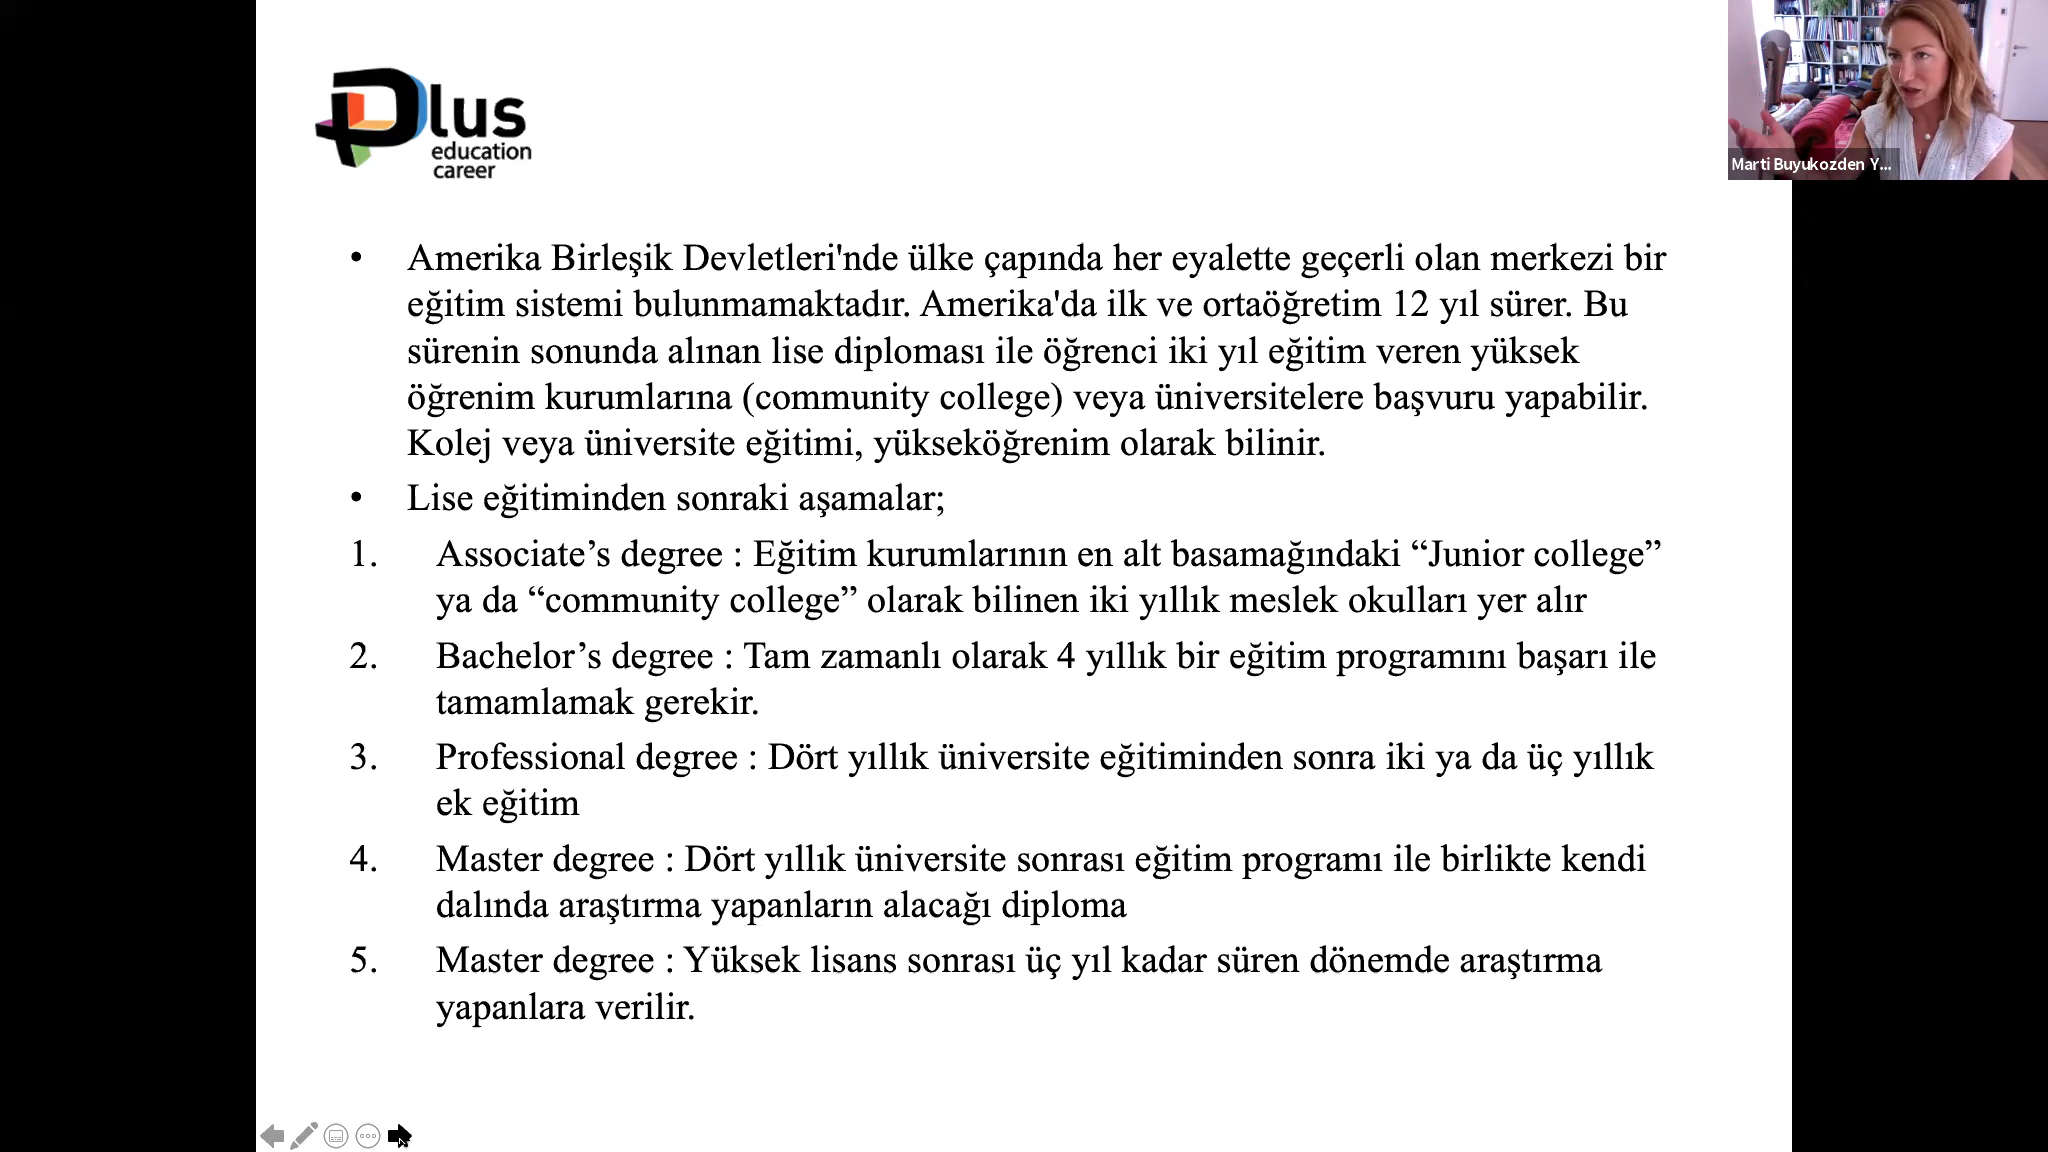 Plus
education
career
Marti Buyukozden Y...
• Amerika Birleşik Devletleri'nde ülke çapında her eyalette geçerli olan merkezi bir
eğitim sistemi bulunmamaktadır. Amerika'da ilk ve ortaöğretim 12 yıl sürer. Bu
sürenin sonunda alınan lise diploması ile öğrenci iki yıl eğitim veren yüksek
öğrenim kurumlarına (community college) veya üniversitelere başvuru yapabilir.
Kolej veya üniversite eğitimi, yükseköğrenim olarak bilinir.
• Lise eğitiminden sonraki aşamalar;
1. Associate’s degree : Eğitim kurumlarının en alt basamağındaki “Junior college”
ya da “community college” olarak bilinen iki yıllık meslek okulları yer alır
2. Bachelor’s degree : Tam zamanlı olarak 4 yıllık bir eğitim programını başarı ile
tamamlamak gerekir.
3. Professional degree : Dört yıllık üniversite eğitiminden sonra iki ya da üç yıllık
ek eğitim
4. Master degree : Dört yıllık üniversite sonrası eğitim programı ile birlikte kendi
dalında araştırma yapanların alacağı diploma
5. Master degree : Yüksek lisans sonrası üç yıl kadar süren dönemde araştırma
yapanlara verilir.